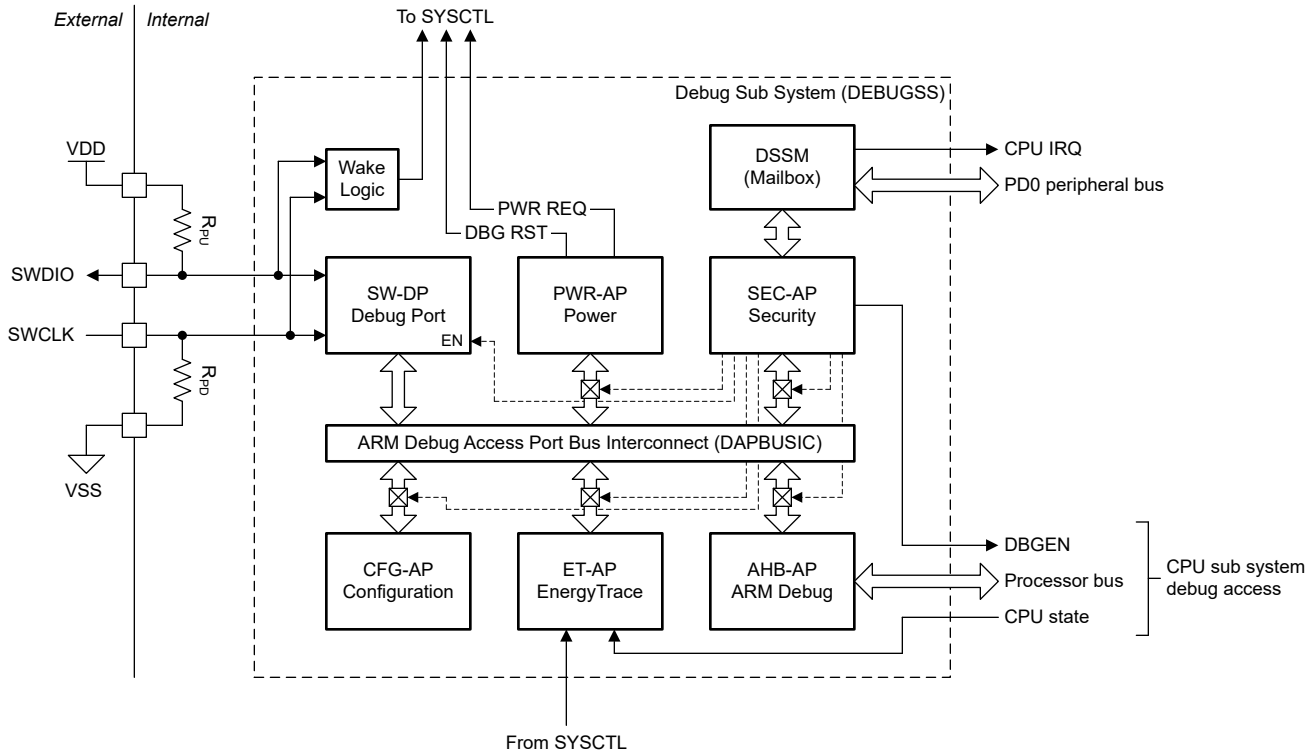 External
Internal
To SYSCTL
Debug Sub System (DEBUGSS)
VDD
Wake
Logic
DSSM
(Mailbox)
CPU IRQ
PD0 peripheral bus
RPU
PWR REQ
DBG RST
SWDIO
SW-DP
Debug Port
EN
PWR-AP
Power
SEC-AP
Security
SWCLK
RPD
ARM Debug Access Port Bus Interconnect (DAPBUSIC)
VSS
CFG-AP
Configuration
ET-AP
EnergyTrace
AHB-AP
ARM Debug
DBGEN
Processor bus
CPU state
CPU sub system
debug access
From SYSCTL